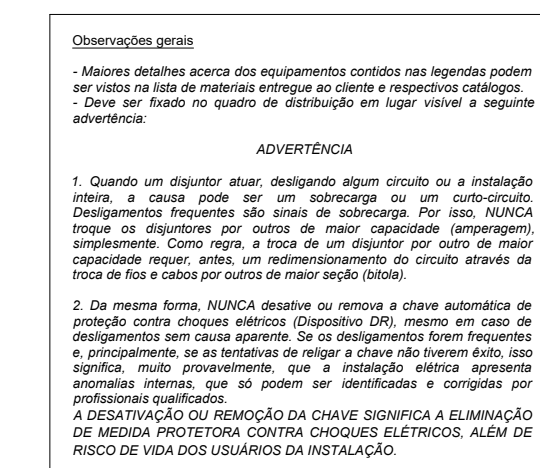 Observações gerais
- Maiores detalhes acerca dos equipamentos contidos nas legendas podem
ser vistos na lista de materiais entregue ao cliente e respectivos catálogos.
- Deve ser fixado no quadro de distribuição em lugar visível a seguinte
advertência:
ADVERTÊNCIA
1. Quando um disjuntor atuar, desligando algum circuito ou a instalação
inteira, a causa pode ser um sobrecarga ou um curto-circuito.
Desligamentos frequentes são sinais de sobrecarga. Por isso, NUNCA
troque os disjuntores por outros de maior capacidade (amperagem),
simplesmente. Como regra, a troca de um disjuntor por outro de maior
capacidade requer, antes, um redimensionamento do circuito através da
troca de fios e cabos por outros de maior seção (bitola).
2. Da mesma forma, NUNCA desative ou remova a chave automática de
proteção contra choques elétricos (Dispositivo DR), mesmo em caso de
desligamentos sem causa aparente. Se os desligamentos forem frequentes
e, principalmente, se as tentativas de religar a chave não tiverem êxito, isso
significa, muito provavelmente, que a instalação elétrica apresenta
anomalias internas, que só podem ser identificadas e corrigidas por
profissionais qualificados.
A DESATIVAÇÃO OU REMOÇÃO DA CHAVE SIGNIFICA A ELIMINAÇÃO
DE MEDIDA PROTETORA CONTRA CHOQUES ELÉTRICOS, ALÉM DE
RISCO DE VIDA DOS USUÁRIOS DA INSTALAÇÃO.